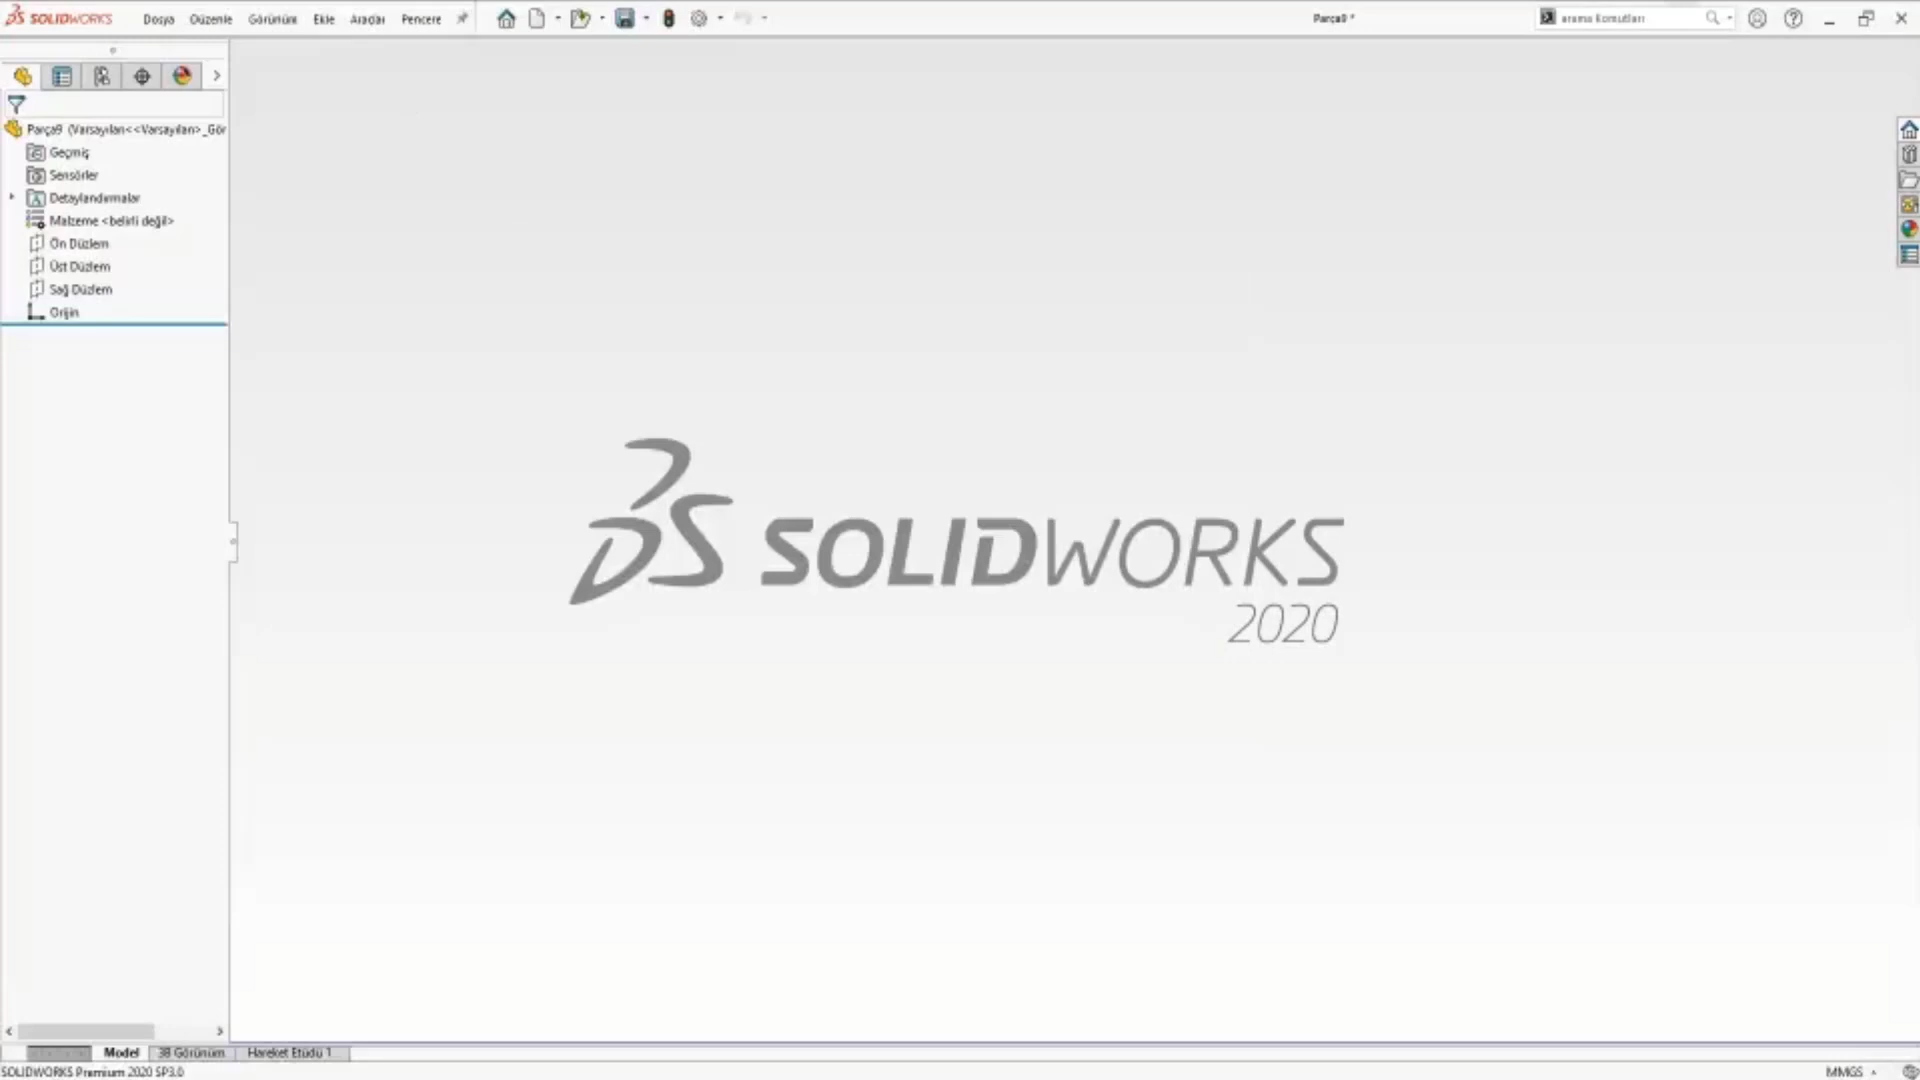 SOLIDWORKS Dosya Düzenle Görünüm Ekle Araçlar Pencere Parça9 * arama komutları
Parça9 (Varsayılan<<Varsayılan>_Gör
Geçmiş
Sensörler
Detaylandırmalar
Malzeme <belirli değil>
Ön Düzlem
Üst Düzlem
Sağ Düzlem
Orijin
SOLIDWORKS
2020
Model 3B Görünüm Hareket Etüdü 1
SOLIDWORKS Premium 2020 SP3.0 MMGS